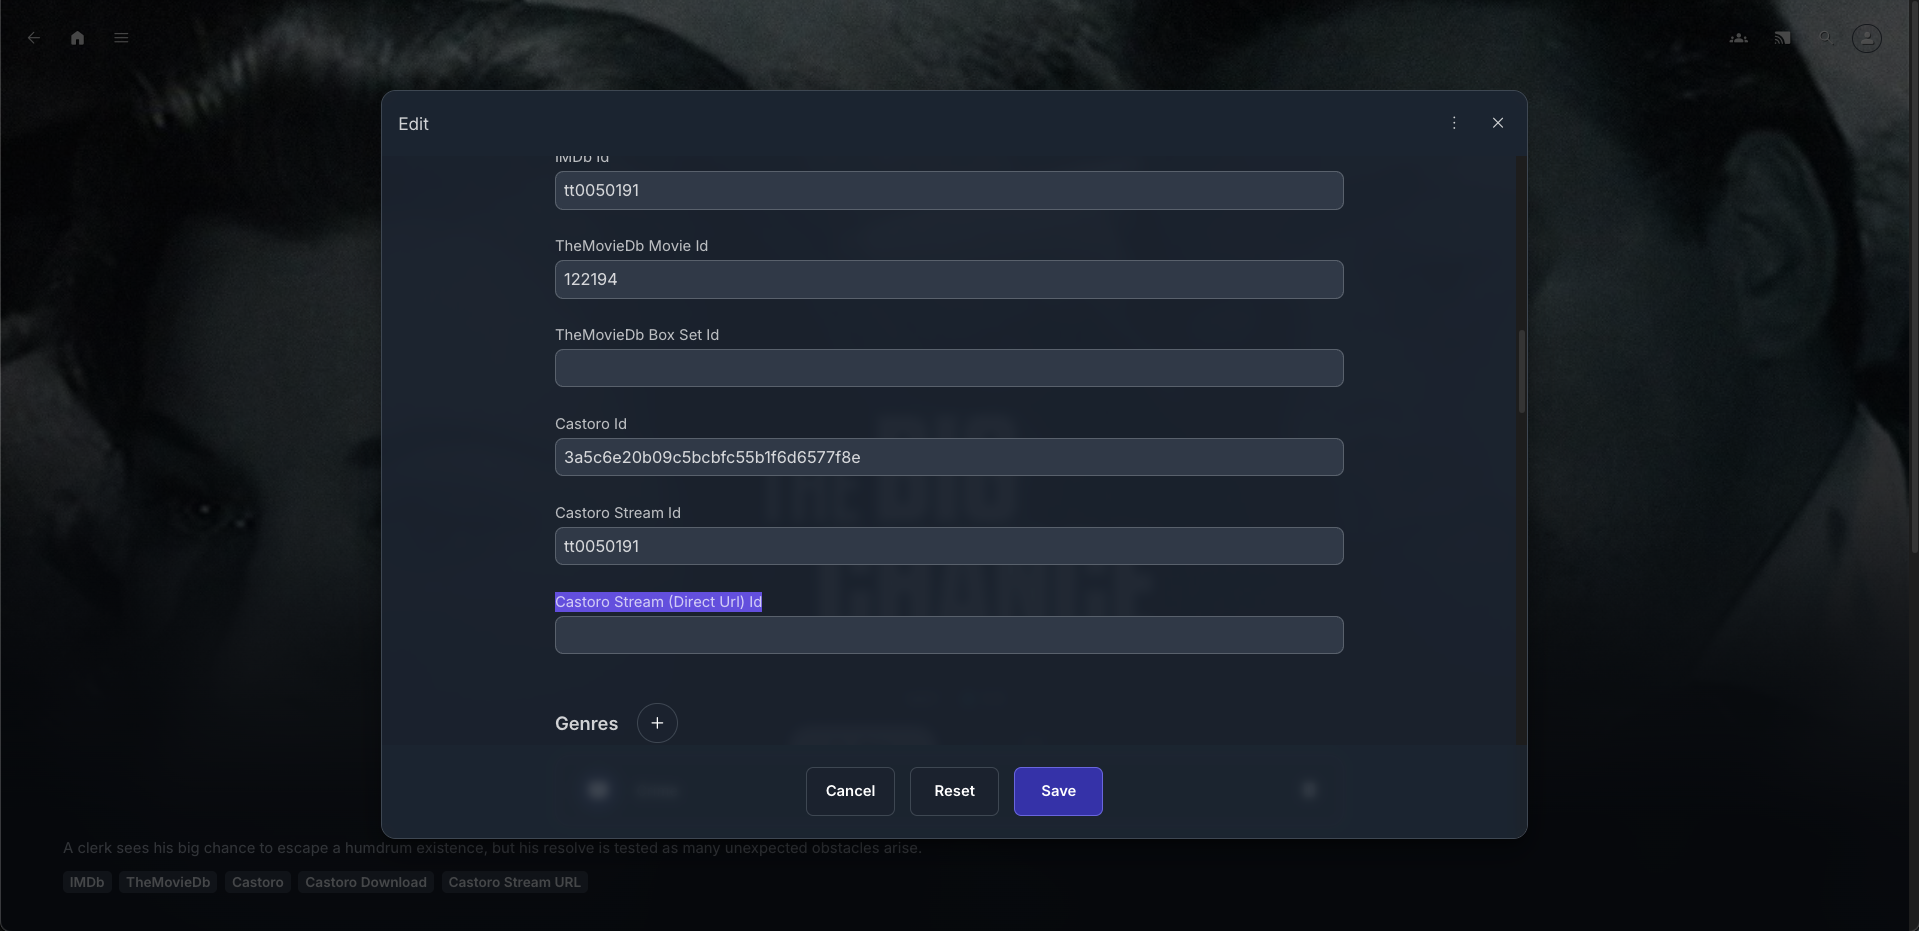 Edit
IMDb Id
tt0050191
TheMovieDb Movie Id
122194
TheMovieDb Box Set Id
Castoro Id
3a5c6e20b09c5bcbfc55b1f6d6577f8e
Castoro Stream Id
tt0050191
Castoro Stream (Direct Url) Id
Genres
Cancel Reset Save
A clerk sees his big chance to escape a humdrum existence, but his resolve is tested as many unexpected obstacles arise.
IMDb TheMovieDb Castoro Castoro Download Castoro Stream URL